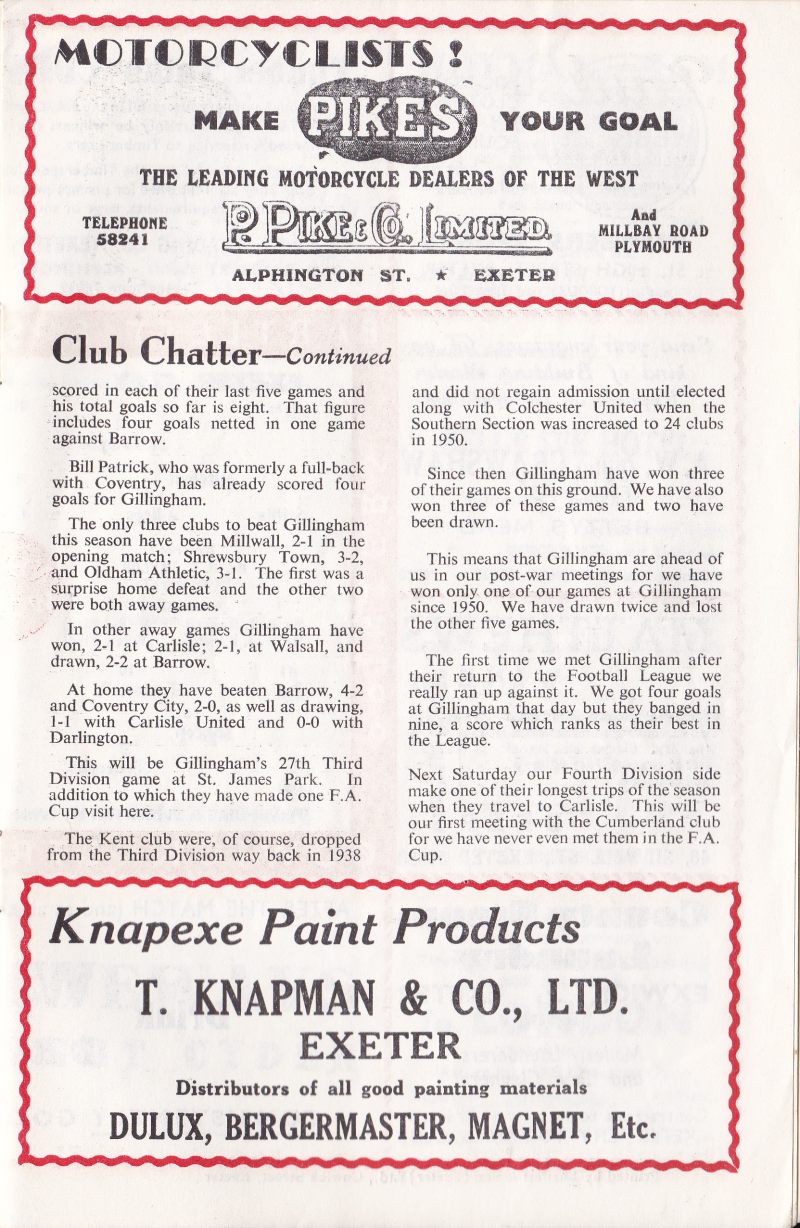 MOTORCYCLISTS!
MAKE PIKES YOUR GOAL
THE LEADING MOTORCYCLE DEALERS OF THE WEST
TELEPHONE
58241
P. PIKE & CO. LIMITED.
And
MILLBAY ROAD
PLYMOUTH
ALPHINGTON ST. ★ EXETER
Club Chatter—Continued
scored in each of their last five games and
his total goals so far is eight. That figure
includes four goals netted in one game
against Barrow.
Bill Patrick, who was formerly a full-back
with Coventry, has already scored four
goals for Gillingham.
The only three clubs to beat Gillingham
this season have been Millwall, 2-1 in the
opening match; Shrewsbury Town, 3-2,
and Oldham Athletic, 3-1. The first was a
surprise home defeat and the other two
were both away games.
In other away games Gillingham have
won, 2-1 at Carlisle; 2-1, at Walsall, and
drawn, 2-2 at Barrow.
At home they have beaten Barrow, 4-2
and Coventry City, 2-0, as well as drawing,
1-1 with Carlisle United and 0-0 with
Darlington.
This will be Gillingham's 27th Third
Division game at St. James Park. In
addition to which they have made one F.A.
Cup visit here.
The Kent club were, of course, dropped
from the Third Division way back in 1938
and did not regain admission until elected
along with Colchester United when the
Southern Section was increased to 24 clubs
in 1950.
Since then Gillingham have won three
of their games on this ground. We have also
won three of these games and two have
been drawn.
This means that Gillingham are ahead of
us in our post-war meetings for we have
won only one of our games at Gillingham
since 1950. We have drawn twice and lost
the other five games.
The first time we met Gillingham after
their return to the Football League we
really ran up against it. We got four goals
at Gillingham that day but they banged in
nine, a score which ranks as their best in
the League.
Next Saturday our Fourth Division side
make one of their longest trips of the season
when they travel to Carlisle. This will be
our first meeting with the Cumberland club
for we have never even met them in the F.A.
Cup.
Knapexe Paint Products
T. KNAPMAN & CO., LTD.
EXETER
Distributors of all good painting materials
DULUX, BERGERMASTER, MAGNET, Etc.